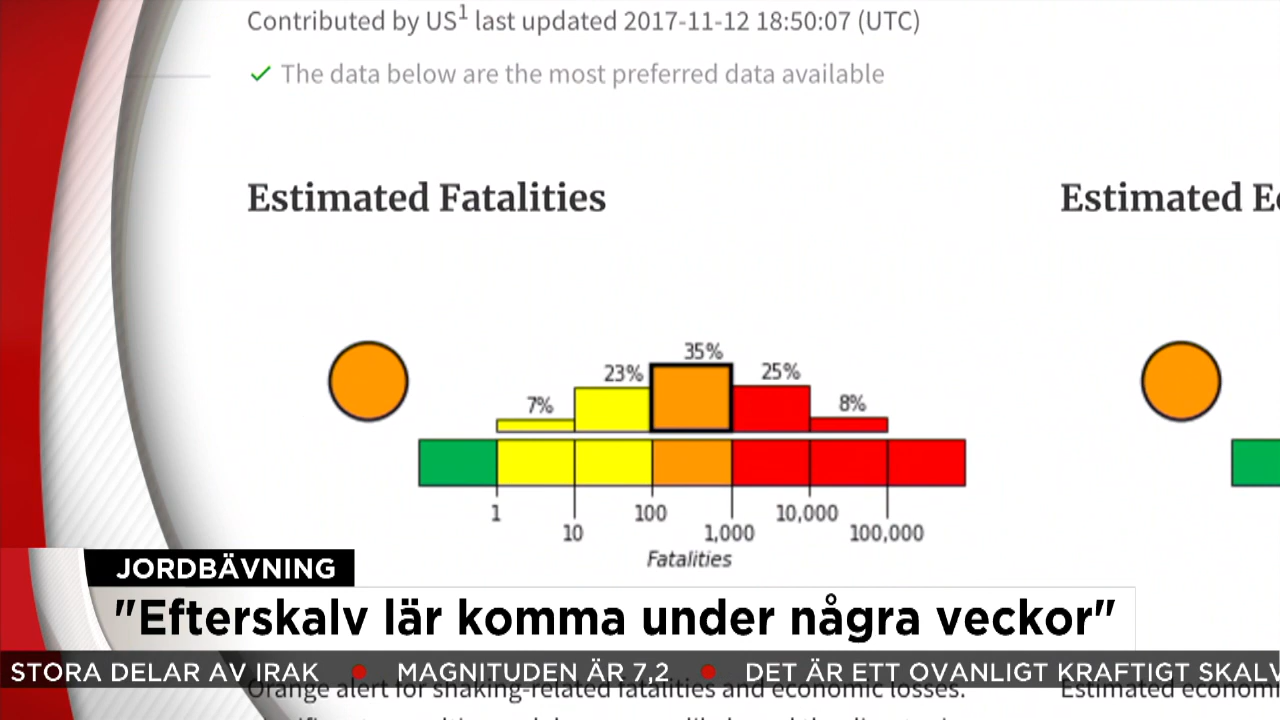 Contributed by US1 last updated 2017-11-12 18:50:07 (UTC)
The data below are the most preferred data available
Estimated Fatalities
Estimated
35%
23%
25%
7%
8%
1
100
10,000
10
1,000
100,000
Fatalities
JORDBÄVNING
"Efterskalv lär komma under några veckor"
STORA DELAR AV IRAK ● MAGNITUDEN ÄR 7,2 ● DET ÄR ETT OVANLIGT KRAFTIGT SKALV
Orange alert for shaking-related fatalities and economic losses.
Estimated